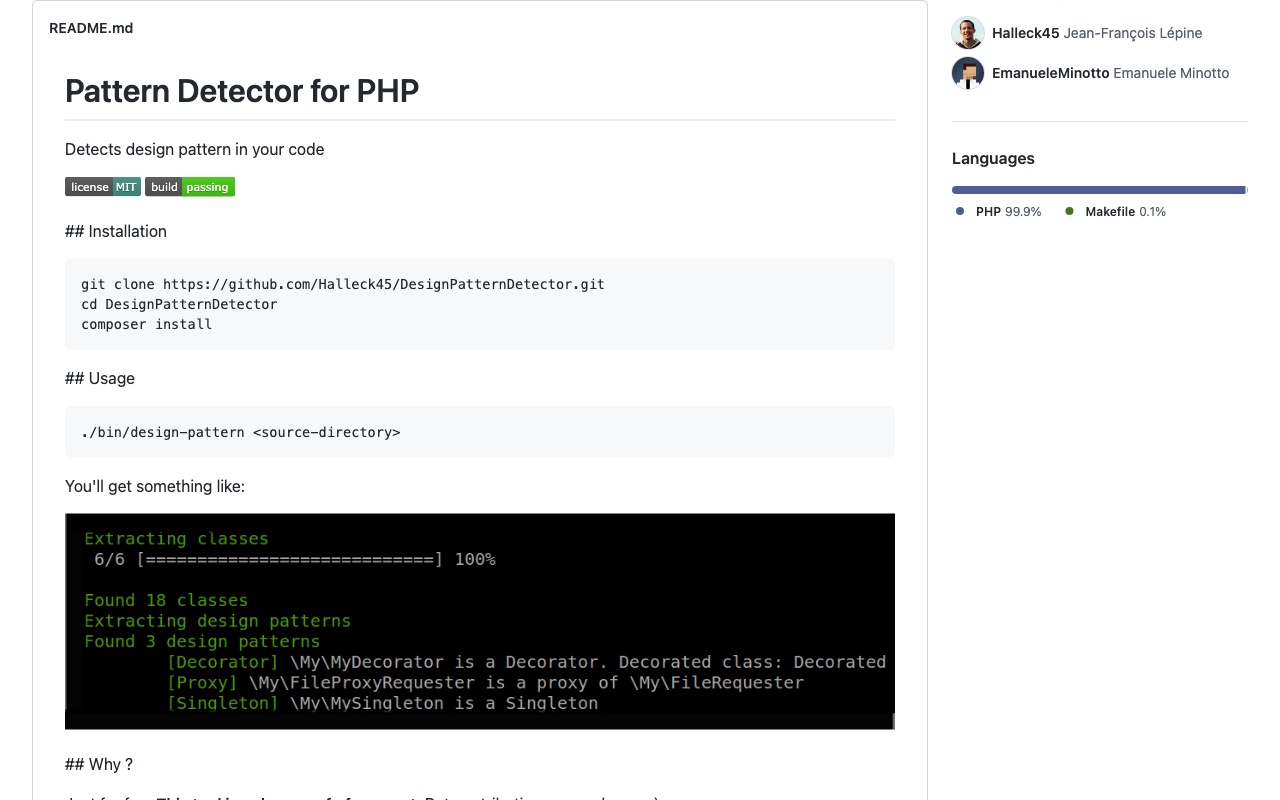 README.md
Pattern Detector for PHP
Detects design pattern in your code
license MIT build passing
## Installation
git clone https://github.com/Halleck45/DesignPatternDetector.git
cd DesignPatternDetector
composer install
## Usage
./bin/design-pattern <source-directory>
You'll get something like:
Extracting classes
6/6 [============================] 100%
Found 18 classes
Extracting design patterns
Found 3 design patterns
[Decorator] \My\MyDecorator is a Decorator. Decorated class: Decorated
[Proxy] \My\FileProxyRequester is a proxy of \My\FileRequester
[Singleton] \My\MySingleton is a Singleton
## Why ?
Halleck45 Jean-François Lépine
EmanueleMinotto Emanuele Minotto
Languages
PHP 99.9% Makefile 0.1%